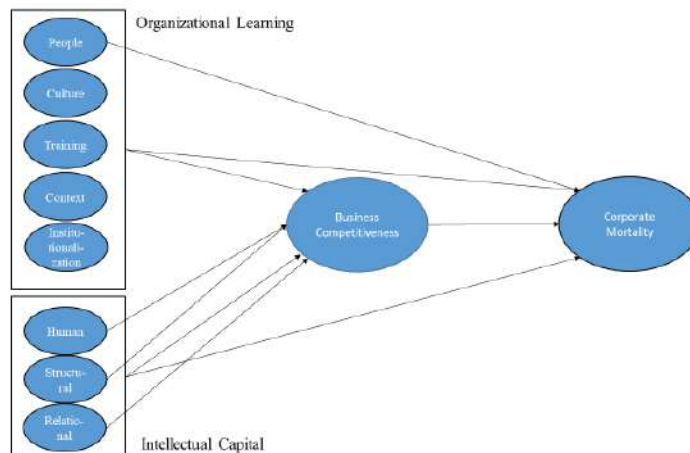 Organizational Learning
People
Culture
Training
Context
Institu-
tionali-
zation
Business
Competitiveness
Corporate
Mortality
Human
Structu-
ral
Relatio-
nal
Intellectual Capital